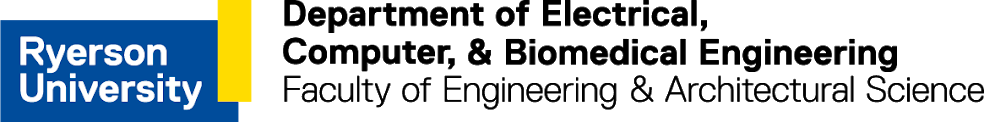 Ryerson
University
Department of Electrical,
Computer, & Biomedical Engineering
Faculty of Engineering & Architectural Science